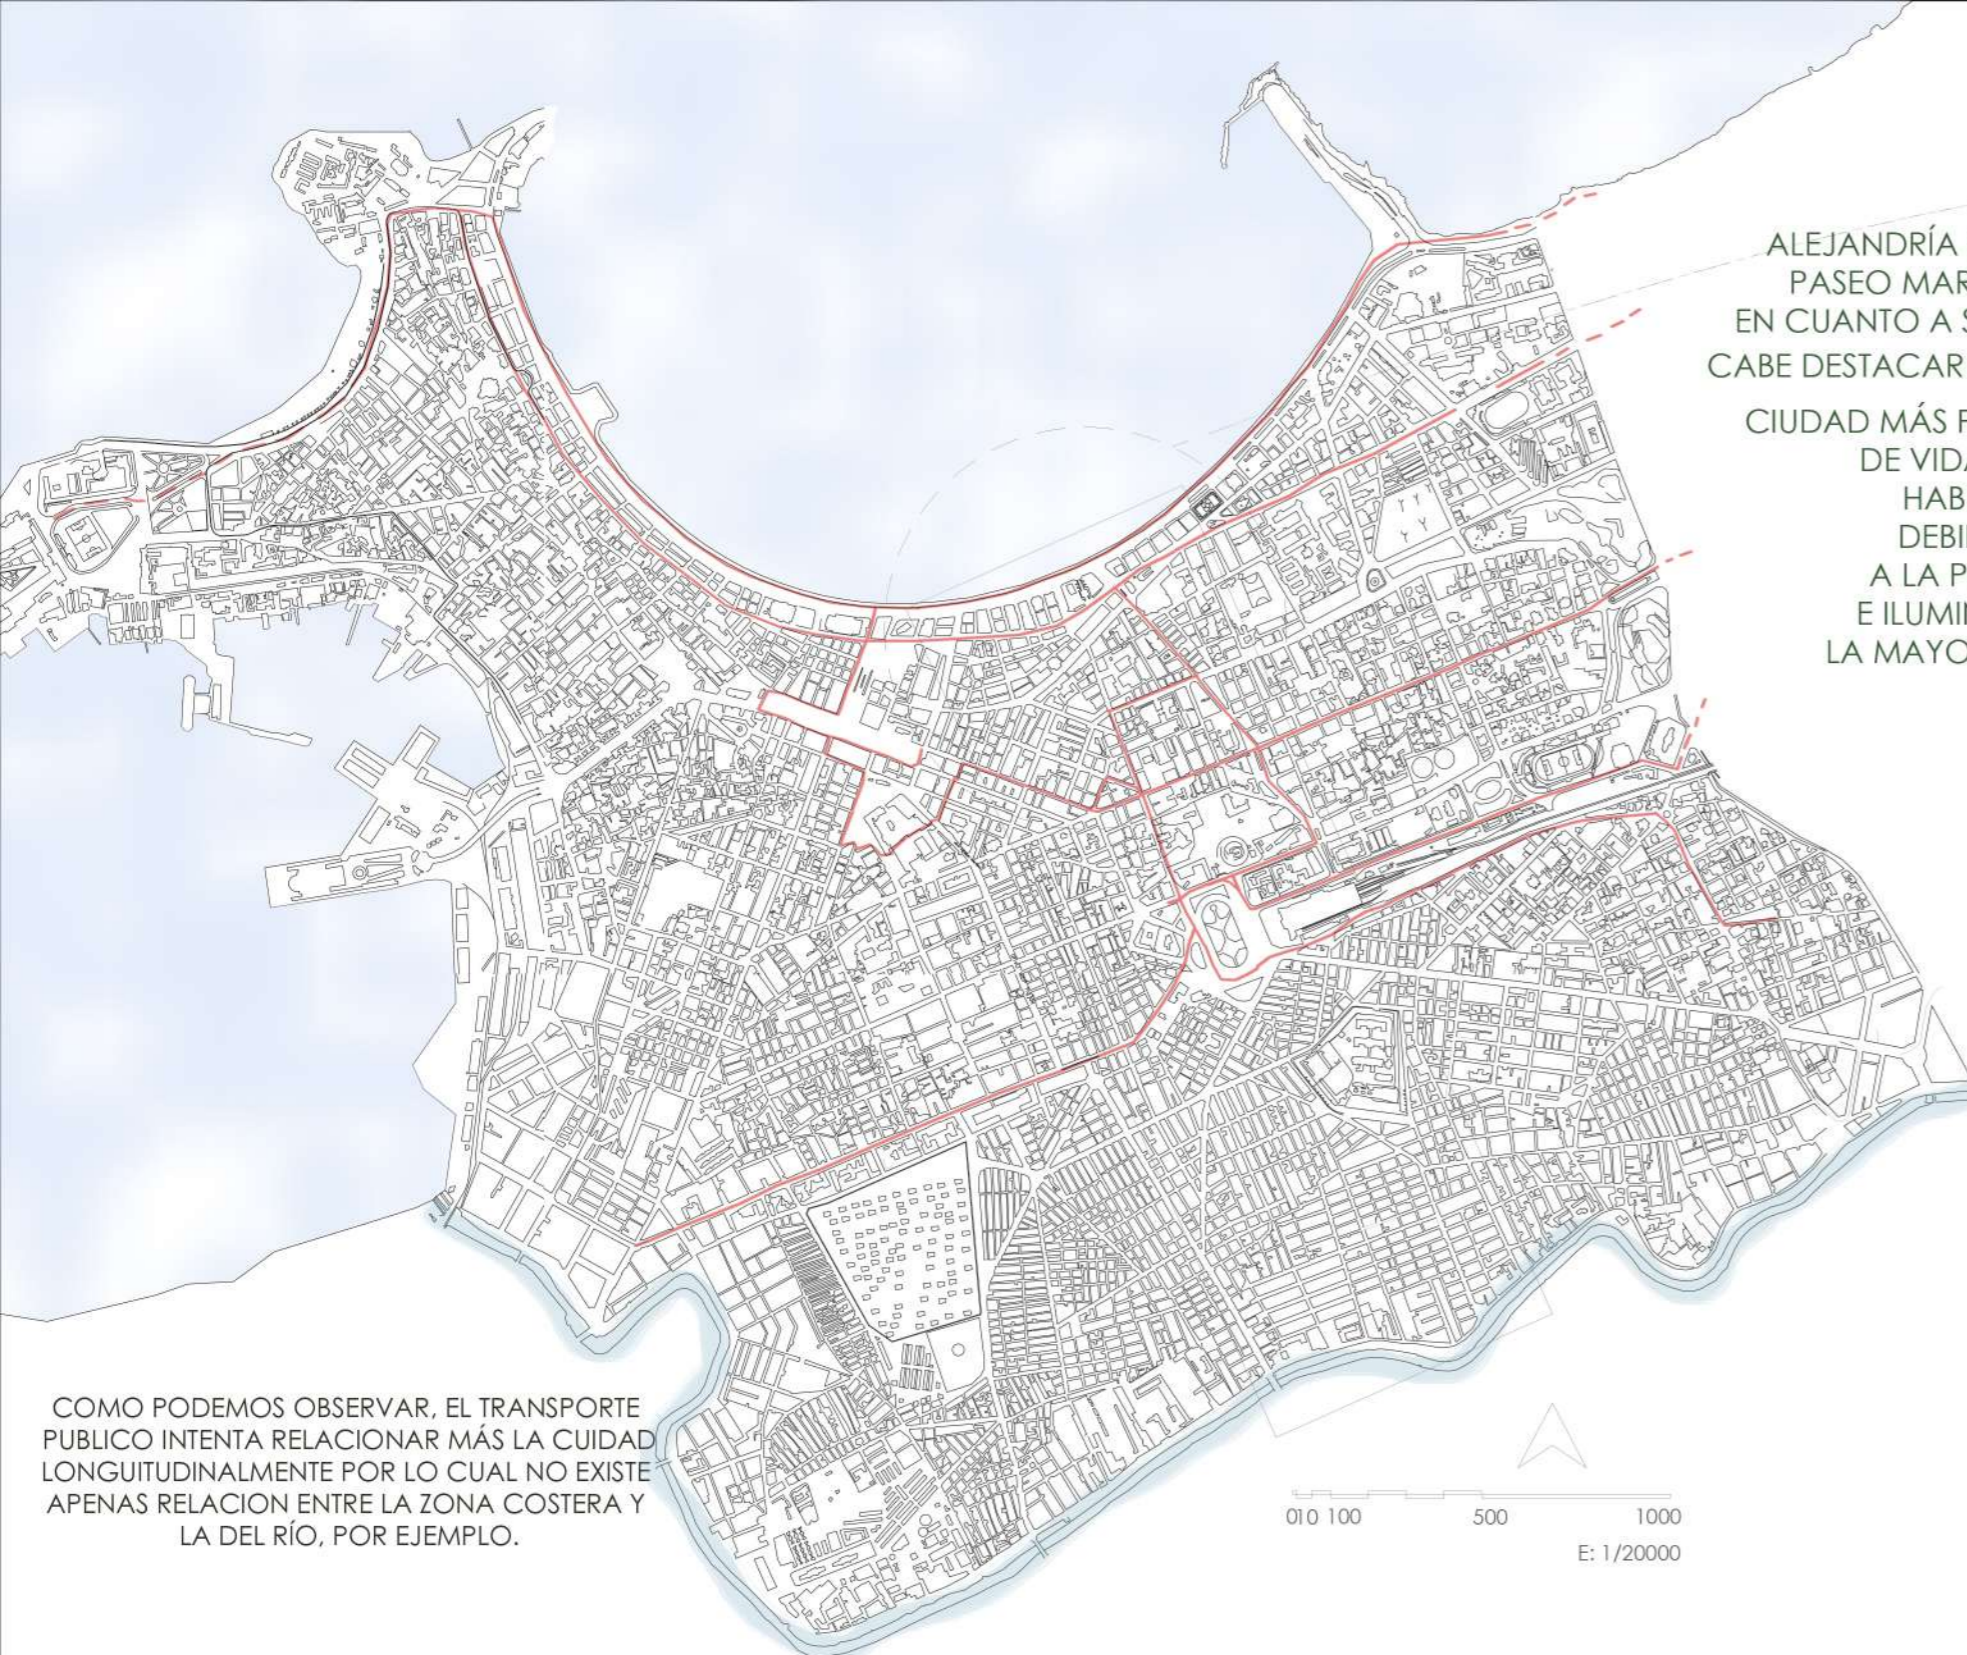 ALEJANDRÍA
PASEO MAR
EN CUANTO A S
CABE DESTACAR
CIUDAD MÁS P
DE VIDA
HAB
DEBI
A LA P
E ILUMI
LA MAYO
COMO PODEMOS OBSERVAR, EL TRANSPORTE
PUBLICO INTENTA RELACIONAR MÁS LA CUIDAD
LONGUITUDINALMENTE POR LO CUAL NO EXISTE
APENAS RELACION ENTRE LA ZONA COSTERA Y
LA DEL RÍO, POR EJEMPLO.
010 100 500 1000
E: 1/20000